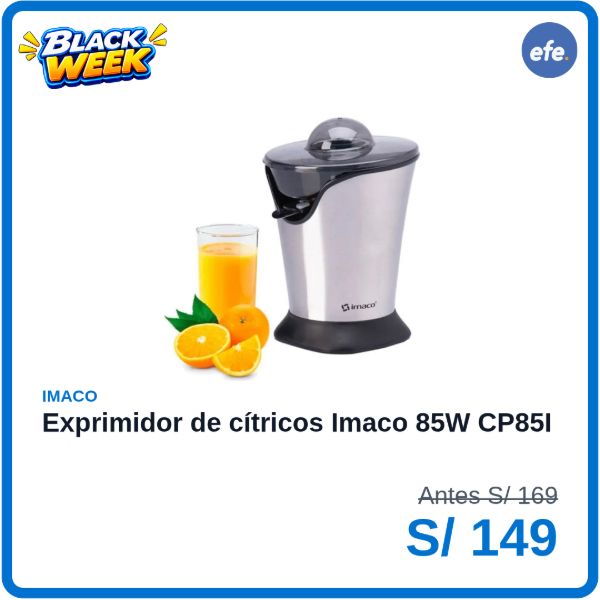 BLACK
WEEK
efe.
imaco
IMACO
Exprimidor de cítricos Imaco 85W CP85I
Antes S/ 169
S/ 149